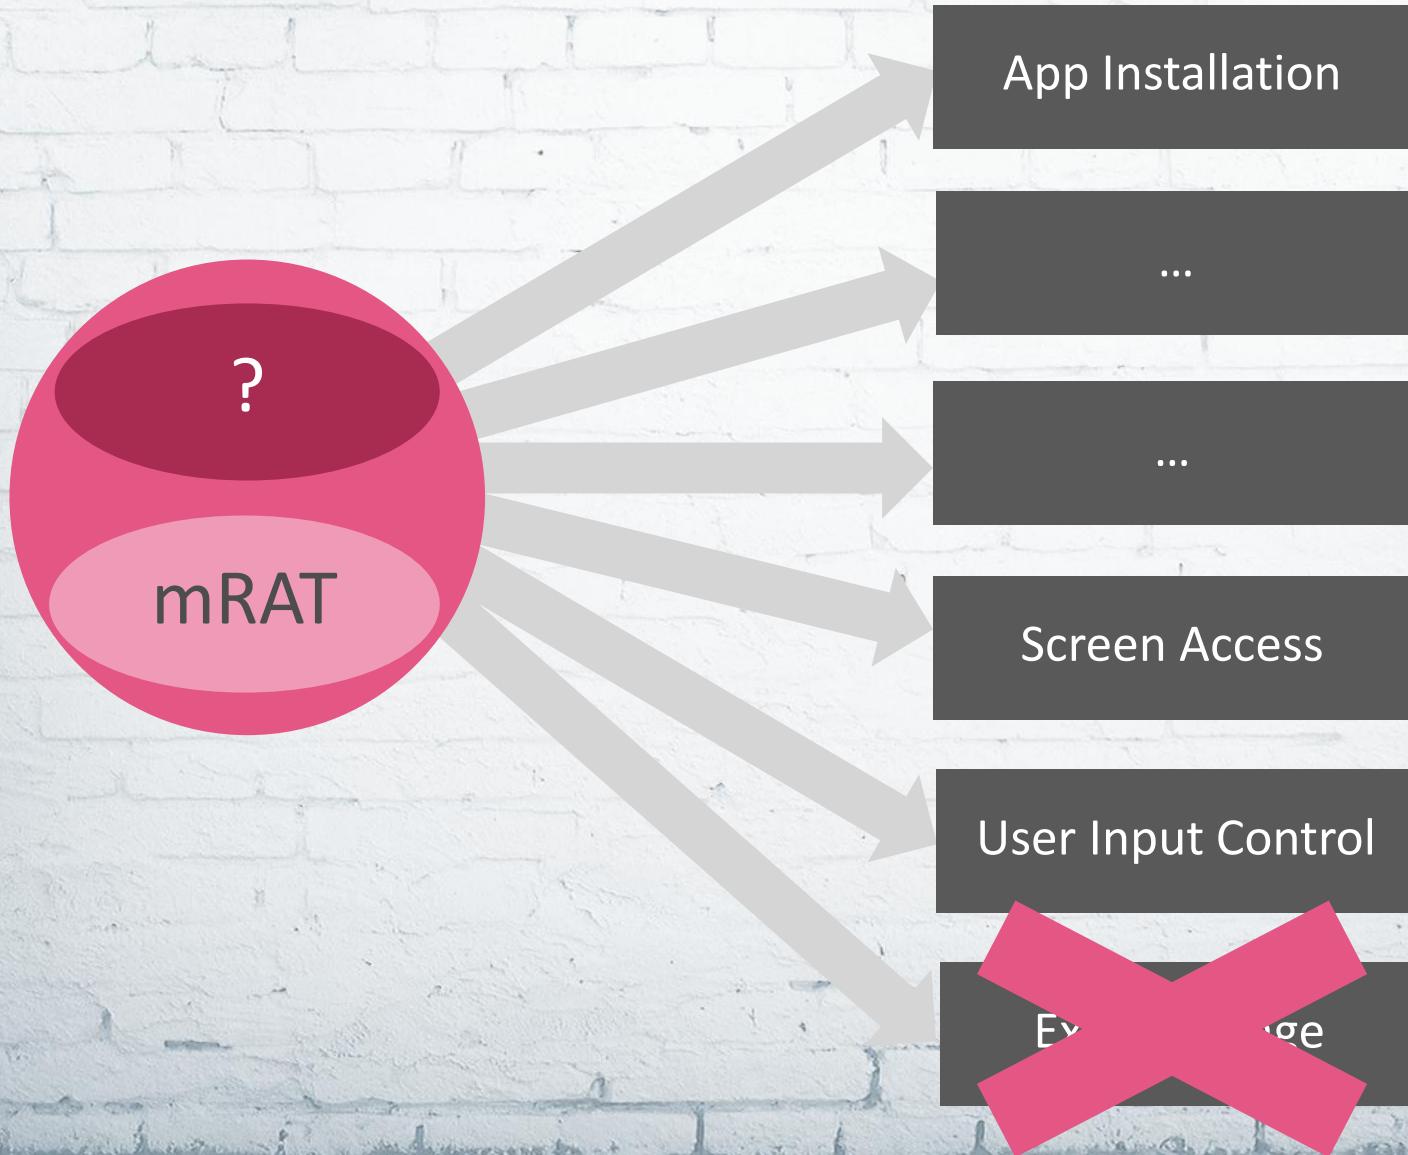 App Installation
...
?
...
mRAT
Screen Access
User Input Control